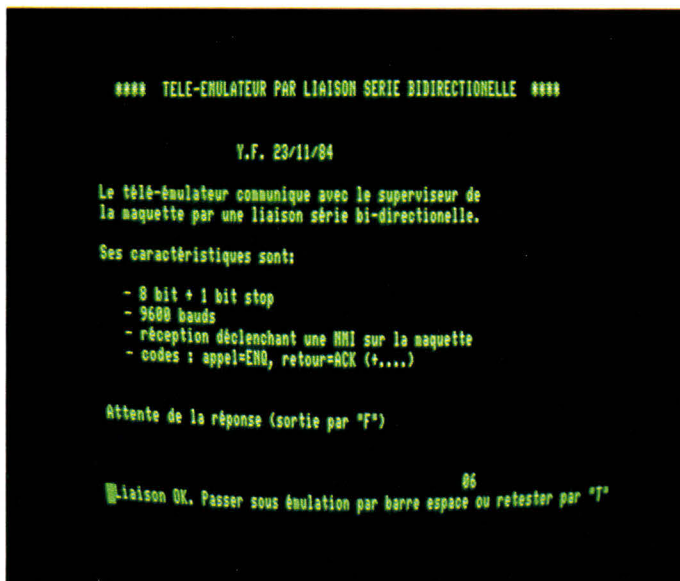 **** TELE-EMULATEUR PAR LIAISON SERIE BIDIRECTIONELLE ****
Y.F. 23/11/84
Le télé-émulateur communique avec le superviseur de
la maquette par une liaison série bi-directionelle.
Ses caractéristiques sont:
- 8 bit + 1 bit stop
- 9600 bauds
- réception déclenchant une NMI sur la maquette
- codes : appel=ENQ, retour=ACK (+....)
Attente de la réponse (sortie par "F")
06
Liaison OK. Passer sous émulation par barre espace ou retester par "T"